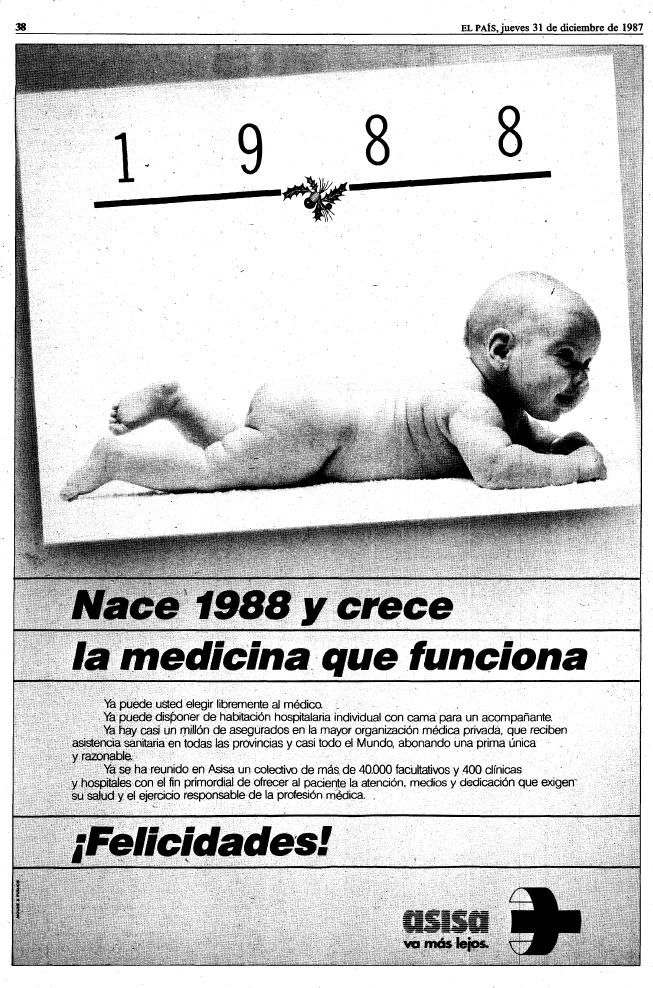 38
EL PAÍS, jueves 31 de diciembre de 1987
1 9 8 8
Nace 1988 y crece
la medicina que funciona
Ya puede usted elegir libremente al médico.
Ya puede disponer de habitación hospitalaria individual con cama para un acompañante.
Ya hay casi un millón de asegurados en la mayor organización médica privada, que reciben
asistencia sanitaria en todas las provincias y casi todo el Mundo, abonando una prima única
y razonable.
Ya se ha reunido en Asisa un colectivo de más de 40.000 facultativos y 400 clínicas
y hospitales con el fin primordial de ofrecer al paciente la atención, medios y dedicación que exigen
su salud y el ejercicio responsable de la profesión médica.
¡Felicidades!
asisa
va más lejos.